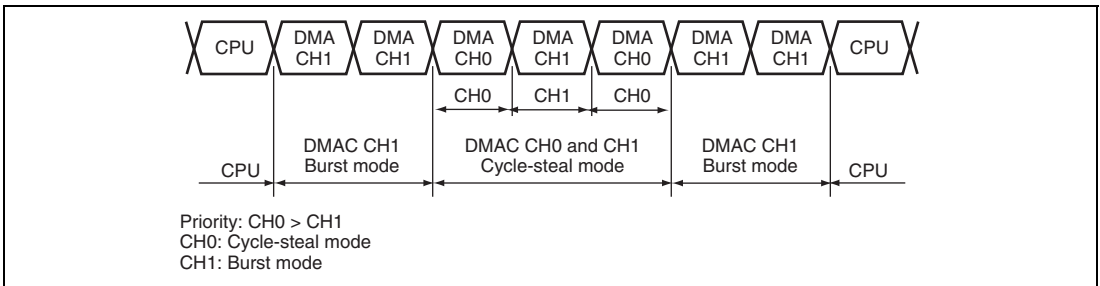 CPU DMA CH1 DMA CH1 DMA CH0 DMA CH1 DMA CH0 DMA CH1 DMA CH1 CPU
CH0 CH1 CH0
CPU DMAC CH1 Burst mode DMAC CH0 and CH1 Cycle-steal mode DMAC CH1 Burst mode CPU
Priority: CH0 > CH1
CH0: Cycle-steal mode
CH1: Burst mode